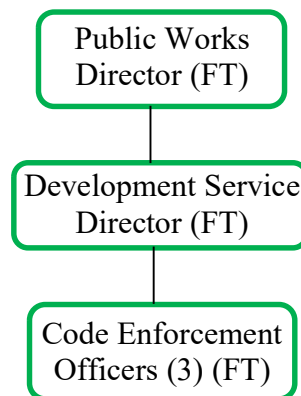 Public Works
Director (FT)
Development Service
Director (FT)
Code Enforcement
Officers (3) (FT)